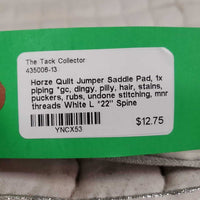 The Tack Collector
435006-13
Horze Quilt Jumper Saddle Pad, 1x
piping *gc, dingy, pilly, hair, stains,
puckers, rubs, undone stitching, mnr
threads White L *22" Spine
$12.75
YNCX53